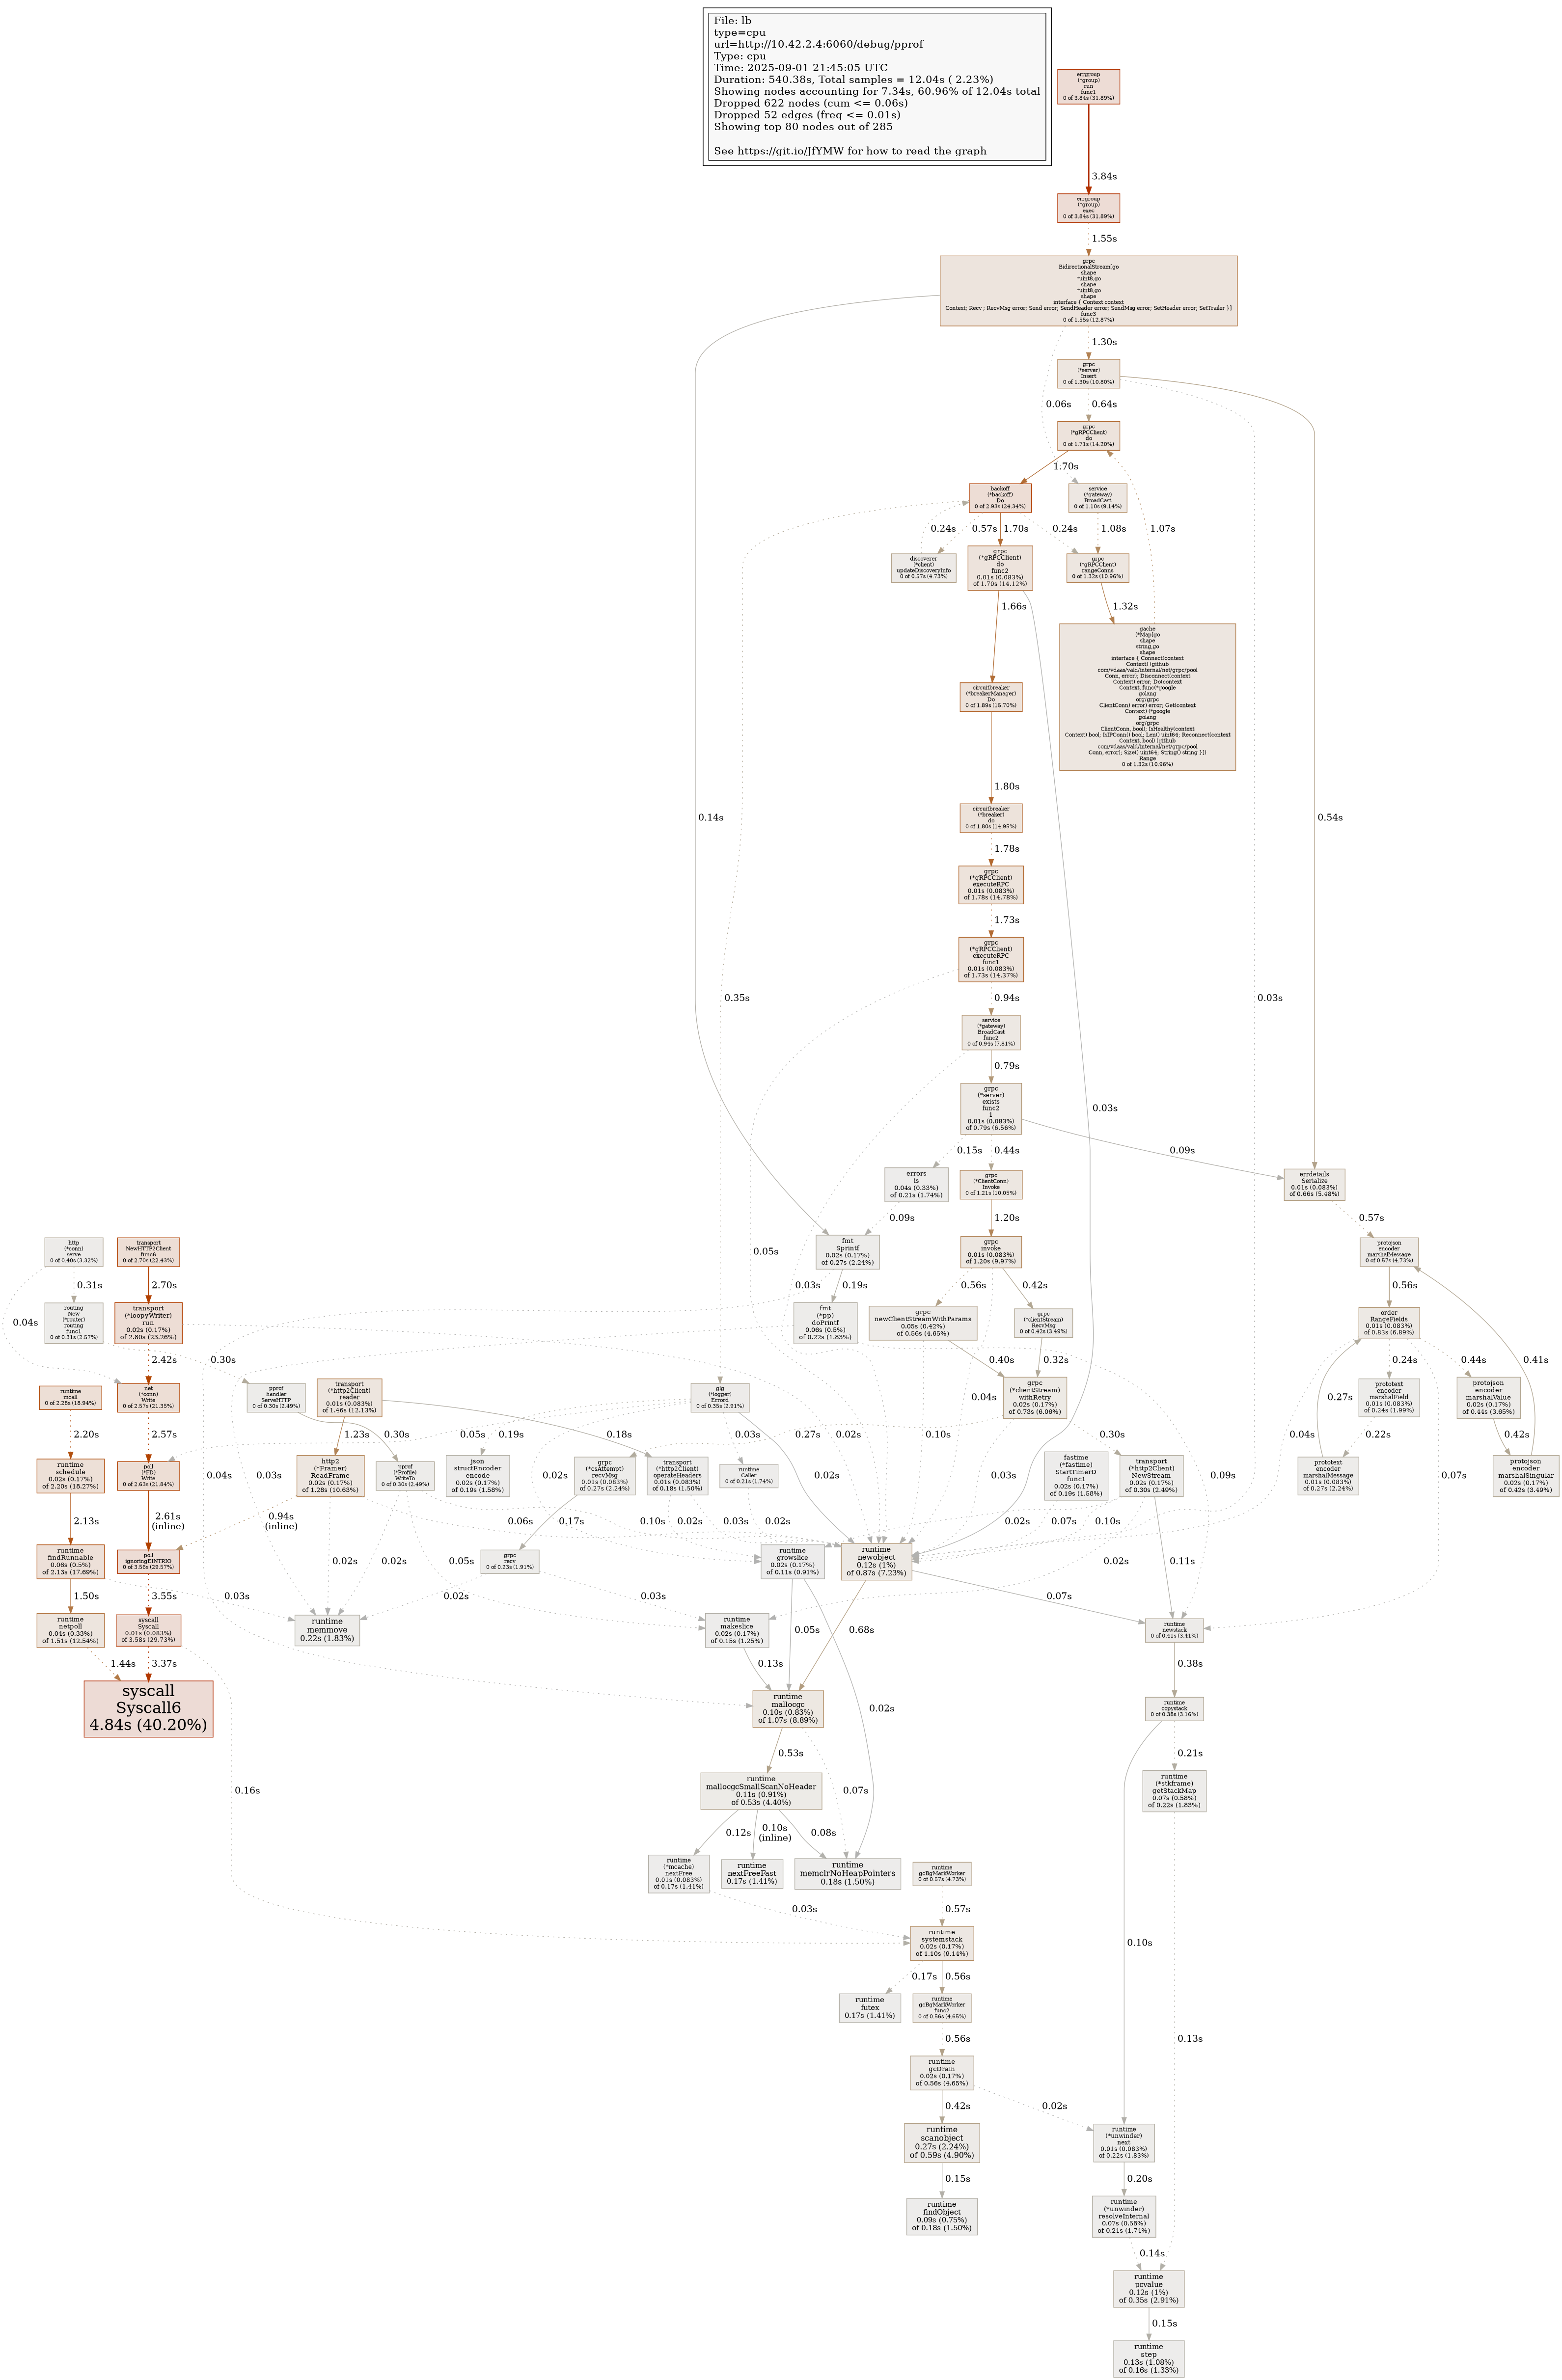 File: lb
type=cpu
url=http://10.42.2.4:6060/debug/pprof
Type: cpu
Time: 2025-09-01 21:45:05 UTC
Duration: 540.38s, Total samples = 12.04s ( 2.23%)
Showing nodes accounting for 7.34s, 60.96% of 12.04s total
Dropped 622 nodes (cum <= 0.06s)
Dropped 52 edges (freq <= 0.01s)
Showing top 80 nodes out of 285
See https://git.io/JfYMW for how to read the graph
errgroup
(*group)
run
func1
0 of 3.84s (31.89%)
3.84s
errgroup
(*group)
exec
0 of 3.84s (31.89%)
1.55s
grpc
BidirectionalStream[go
shape
*uint8,go
shape
*uint8,go
shape
interface { Context context
Context; Recv , RecvMsg error; Send error; SendHeader error; SendMsg error; SetHeader error; SetTrailer }]
func3
0 of 1.55s (12.87%)
1.30s
grpc
(*server)
Insert
0 of 1.30s (10.80%)
0.06s
0.64s
grpc
(*gRPCClient)
do
0 of 1.71s (14.20%)
1.70s
backoff
(*backoff)
Do
0 of 2.93s (24.34%)
service
(*gateway)
BroadCast
0 of 1.10s (9.14%)
0.24s
0.57s
1.70s
0.24s
1.08s
1.07s
discoverer
(*client)
updateDiscoveryInfo
0 of 0.57s (4.73%)
grpc
(*gRPCClient)
do
func2
0.01s (0.083%)
of 1.70s (14.12%)
grpc
(*gRPCClient)
rangeConns
0 of 1.32s (10.96%)
1.66s
1.32s
gache
(*Map[go
shape
string,go
shape
interface { Connect(context
Context) (github
com/vdaas/vald/internal/net/grpc/pool
Conn, error); Disconnect(context
Context) error; Do(context
Context, func(*google
golang
org/grpc
ClientConn) error) error; Get(context
Context) (*google
golang
org/grpc
ClientConn, bool); IsHealthy(context
Context) bool; IsIPConn() bool; Len() uint64; Reconnect(context
Context, bool) (github
com/vdaas/vald/internal/net/grpc/pool
Conn, error); Size() uint64; String() string }])
Range
0 of 1.32s (10.96%)
circuitbreaker
(*breakerManager)
Do
0 of 1.89s (15.70%)
1.80s
0.14s
0.54s
circuitbreaker
(*breaker)
do
0 of 1.80s (14.95%)
1.78s
grpc
(*gRPCClient)
executeRPC
0.01s (0.083%)
of 1.78s (14.78%)
1.73s
grpc
(*gRPCClient)
executeRPC
func1
0.01s (0.083%)
of 1.73s (14.37%)
0.35s
0.94s
0.03s
service
(*gateway)
BroadCast
func2
0 of 0.94s (7.81%)
0.79s
grpc
(*server)
exists
func2
1
0.01s (0.083%)
of 0.79s (6.56%)
0.03s
0.15s
0.44s
0.09s
errors
is
0.04s (0.33%)
of 0.21s (1.74%)
grpc
(*ClientConn)
Invoke
0 of 1.21s (10.05%)
errdetails
Serialize
0.01s (0.083%)
of 0.66s (5.48%)
0.09s
1.20s
0.57s
http
(*conn)
serve
0 of 0.40s (3.32%)
transport
NewHTTP2Client
func6
0 of 2.70s (22.43%)
fmt
Sprintf
0.02s (0.17%)
of 0.27s (2.24%)
0.05s
grpc
invoke
0.01s (0.083%)
of 1.20s (9.97%)
protojson
encoder
marshalMessage
0 of 0.57s (4.73%)
0.31s
2.70s
0.03s
0.19s
0.56s
0.42s
0.56s
0.04s
routing
New
(*router)
routing
func1
0 of 0.31s (2.57%)
transport
(*loopyWriter)
run
0.02s (0.17%)
of 2.80s (23.26%)
fmt
(*pp)
doPrintf
0.06s (0.5%)
of 0.22s (1.83%)
grpc
newClientStreamWithParams
0.05s (0.42%)
of 0.56s (4.65%)
grpc
(*clientStream)
RecvMsg
0 of 0.42s (3.49%)
order
RangeFields
0.01s (0.083%)
of 0.83s (6.89%)
2.42s
0.30s
0.40s
0.32s
0.24s
0.44s
0.41s
runtime
mcall
0 of 2.28s (18.94%)
net
(*conn)
Write
0 of 2.57s (21.35%)
pprof
handler
ServeHTTP
0 of 0.30s (2.49%)
transport
(*http2Client)
reader
0.01s (0.083%)
of 1.46s (12.13%)
glg
(*logger)
Errord
0 of 0.35s (2.91%)
0.04s
grpc
(*clientStream)
withRetry
0.02s (0.17%)
of 0.73s (6.06%)
0.27s
prototext
encoder
marshalField
0.01s (0.083%)
of 0.24s (1.99%)
protojson
encoder
marshalValue
0.02s (0.17%)
of 0.44s (3.65%)
2.20s
2.57s
1.23s
0.30s
0.18s
0.05s
0.19s
0.03s
0.27s
0.02s
0.10s
0.30s
0.04s
0.22s
0.42s
runtime
schedule
0.02s (0.17%)
of 2.20s (18.27%)
poll
(*FD)
Write
0 of 2.63s (21.84%)
0.04s
0.03s
http2
(*Framer)
ReadFrame
0.02s (0.17%)
of 1.28s (10.63%)
pprof
(*Profile)
WriteTo
0 of 0.30s (2.49%)
json
structEncoder
encode
0.02s (0.17%)
of 0.19s (1.58%)
0.02s
grpc
(*csAttempt)
recvMsg
0.01s (0.083%)
of 0.27s (2.24%)
transport
(*http2Client)
operateHeaders
0.01s (0.083%)
of 0.18s (1.50%)
runtime
Caller
0 of 0.21s (1.74%)
0.02s
0.03s
fastime
(*fastime)
StartTimerD
func1
0.02s (0.17%)
of 0.19s (1.58%)
transport
(*http2Client)
NewStream
0.02s (0.17%)
of 0.30s (2.49%)
0.09s
0.07s
prototext
encoder
marshalMessage
0.01s (0.083%)
of 0.27s (2.24%)
protojson
encoder
marshalSingular
0.02s (0.17%)
of 0.42s (3.49%)
2.13s
2.61s
(inline)
0.94s
(inline)
0.06s
0.17s
0.10s
0.02s
0.03s
0.02s
0.02s
0.07s
0.10s
0.11s
runtime
findRunnable
0.06s (0.5%)
of 2.13s (17.69%)
poll
ignoringEINTRIO
0 of 3.56s (29.57%)
0.02s
0.02s
0.05s
grpc
recv
0 of 0.23s (1.91%)
runtime
growslice
0.02s (0.17%)
of 0.11s (0.91%)
runtime
newobject
0.12s (1%)
of 0.87s (7.23%)
0.02s
1.50s
0.03s
3.55s
0.02s
0.03s
0.07s
runtime
netpoll
0.04s (0.33%)
of 1.51s (12.54%)
syscall
Syscall
0.01s (0.083%)
of 3.58s (29.73%)
runtime
memmove
0.22s (1.83%)
runtime
makeslice
0.02s (0.17%)
of 0.15s (1.25%)
0.05s
0.68s
runtime
newstack
0 of 0.41s (3.41%)
1.44s
3.37s
0.13s
0.38s
syscall
Syscall6
4.84s (40.20%)
runtime
mallocgc
0.10s (0.83%)
of 1.07s (8.89%)
0.02s
runtime
copystack
0 of 0.38s (3.16%)
0.53s
0.07s
0.21s
0.16s
runtime
mallocgcSmallScanNoHeader
0.11s (0.91%)
of 0.53s (4.40%)
runtime
(*stkframe)
getStackMap
0.07s (0.58%)
of 0.22s (1.83%)
0.12s
0.10s
(inline)
0.08s
runtime
(*mcache)
nextFree
0.01s (0.083%)
of 0.17s (1.41%)
runtime
nextFreeFast
0.17s (1.41%)
runtime
memclrNoHeapPointers
0.18s (1.50%)
runtime
gcBgMarkWorker
0 of 0.57s (4.73%)
0.03s
0.57s
runtime
systemstack
0.02s (0.17%)
of 1.10s (9.14%)
0.10s
0.17s
0.56s
runtime
futex
0.17s (1.41%)
runtime
gcBgMarkWorker
func2
0 of 0.56s (4.65%)
0.56s
0.13s
runtime
gcDrain
0.02s (0.17%)
of 0.56s (4.65%)
0.42s
0.02s
runtime
scanobject
0.27s (2.24%)
of 0.59s (4.90%)
runtime
(*unwinder)
next
0.01s (0.083%)
of 0.22s (1.83%)
0.15s
0.20s
runtime
findObject
0.09s (0.75%)
of 0.18s (1.50%)
runtime
(*unwinder)
resolveInternal
0.07s (0.58%)
of 0.21s (1.74%)
0.14s
runtime
pcvalue
0.12s (1%)
of 0.35s (2.91%)
0.15s
runtime
step
0.13s (1.08%)
of 0.16s (1.33%)